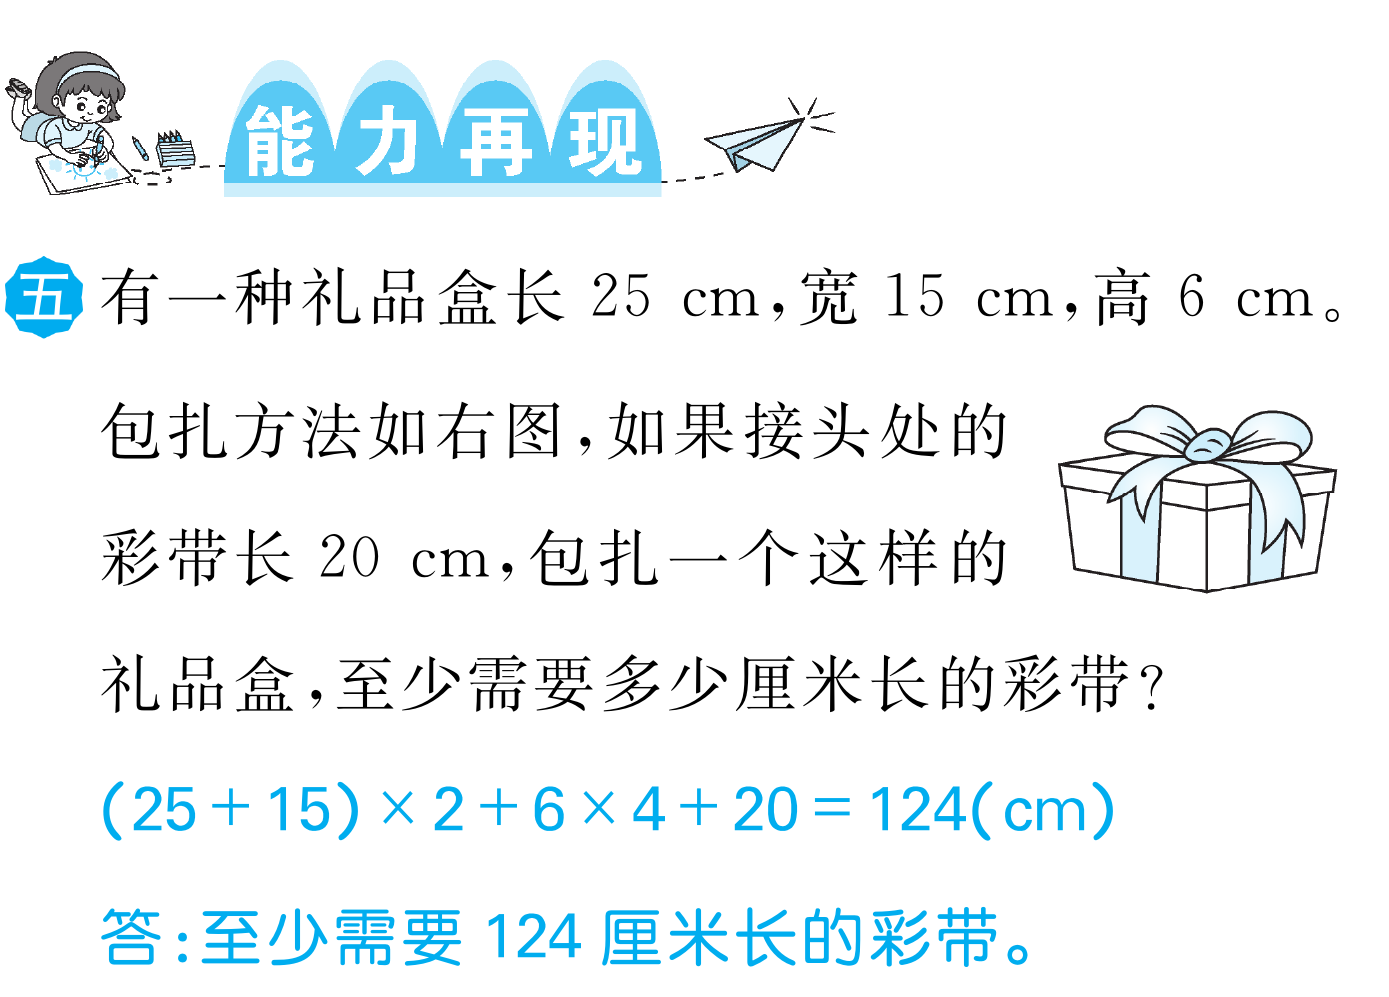 能力再现
五 有一种礼品盒长 25 cm,宽 15 cm,高 6 cm。
包扎方法如右图,如果接头处的
彩带长 20 cm,包扎一个这样的
礼品盒,至少需要多少厘米长的彩带?
(25+15)×2+6×4+20=124(cm)
答:至少需要 124 厘米长的彩带。